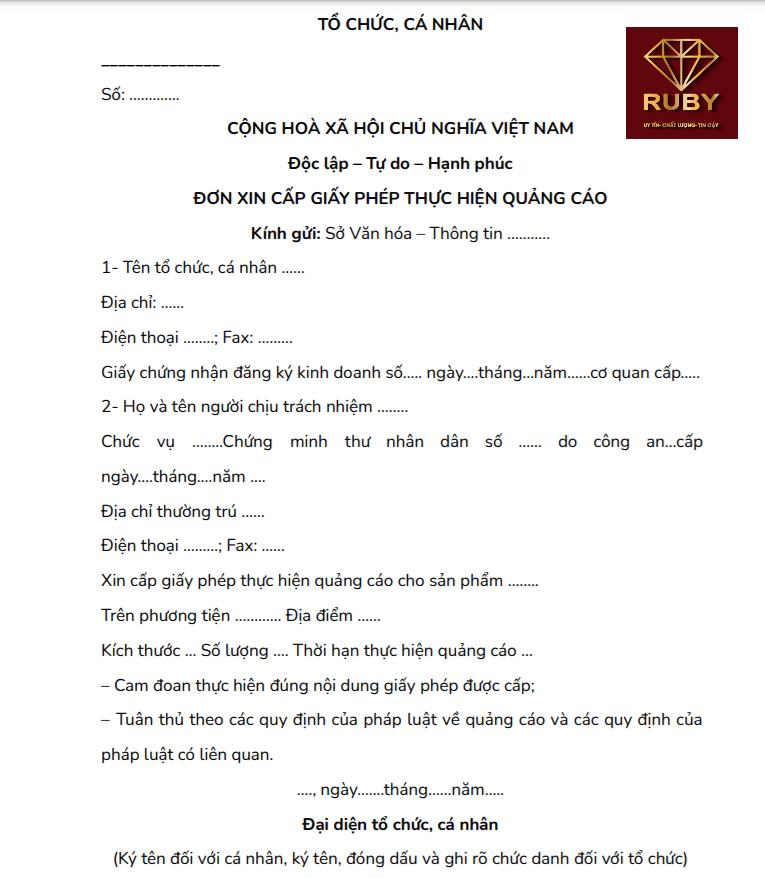 TỔ CHỨC, CÁ NHÂN
______________
RUBY
UY TÍN- CHẤT LƯỢNG-TIN CẬY
Số: ............
CỘNG HOÀ XÃ HỘI CHỦ NGHĨA VIỆT NAM
Độc lập – Tự do – Hạnh phúc
ĐƠN XIN CẤP GIẤY PHÉP THỰC HIỆN QUẢNG CÁO
Kính gửi: Sở Văn hóa – Thông tin ...........
1- Tên tổ chức, cá nhân ......
Địa chỉ: ......
Điện thoại ........; Fax: .........
Giấy chứng nhận đăng ký kinh doanh số..... ngày....tháng...năm......cơ quan cấp.....
2- Họ và tên người chịu trách nhiệm ........
Chức vụ ........Chứng minh thư nhân dân số ...... do công an...cấp
ngày....tháng....năm ....
Địa chỉ thường trú ......
Điện thoại .........; Fax: ......
Xin cấp giấy phép thực hiện quảng cáo cho sản phẩm ........
Trên phương tiện ............ Địa điểm ......
Kích thước ... Số lượng .... Thời hạn thực hiện quảng cáo ...
– Cam đoan thực hiện đúng nội dung giấy phép được cấp;
– Tuân thủ theo các quy định của pháp luật về quảng cáo và các quy định của
pháp luật có liên quan.
...., ngày.......tháng......năm.....
Đại diện tổ chức, cá nhân
(Ký tên đối với cá nhân, ký tên, đóng dấu và ghi rõ chức danh đối với tổ chức)